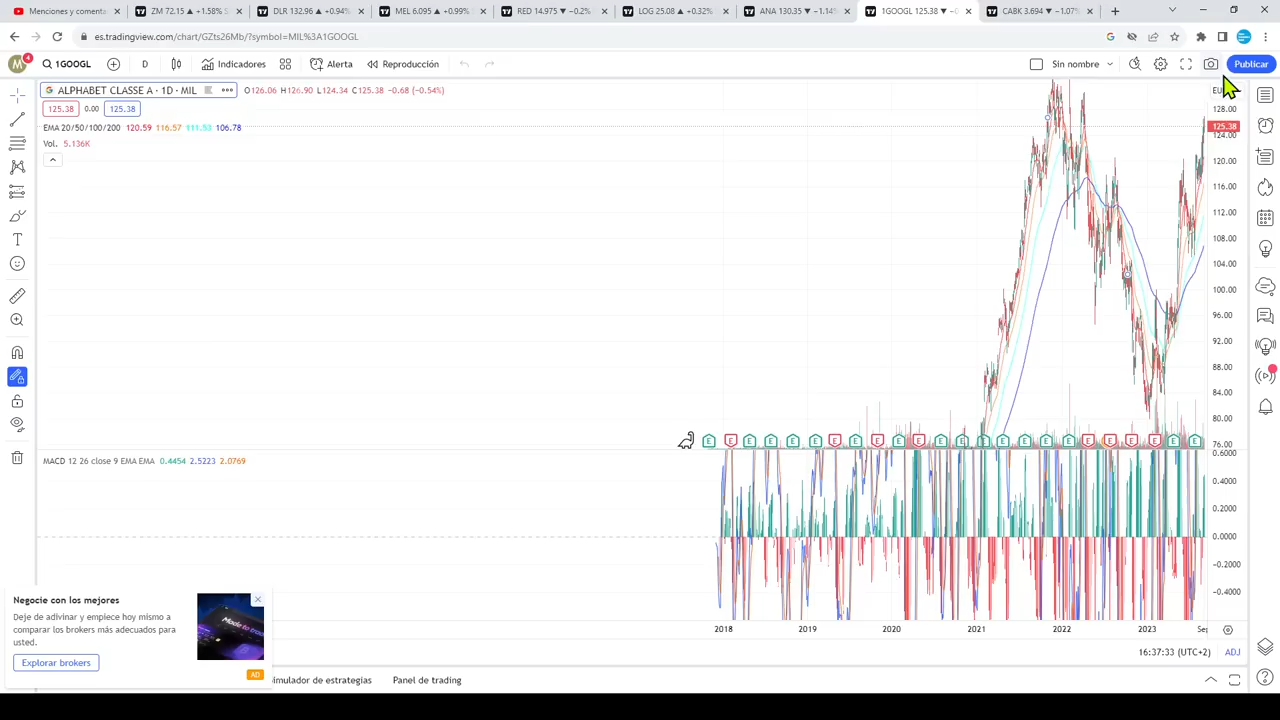 Menciones y comenta
ZM 72.15 ▲ +1.58%
DLR 132.96 ▲ +0.94%
MEL 6.095 ▲ +0.99%
RED 14.975 ▼ −0.2%
LOG 25.08 ▲ +0.32%
ANA 130.35 ▼ −1.14%
1GOOGL 125.38 ▼
CABK 3.694 ▼ −1.07%
es.tradingview.com/chart/GZts26Mb/?symbol=MIL%3A1GOOGL
M 4
1GOOGL
D
Indicadores
Alerta
Reproducción
Sin nombre
Publicar
ALPHABET CLASSE A · 1D · MIL
O126.06 H126.90 L124.34 C125.38 −0.68 (−0.54%)
125.38 0.00 125.38
EMA 20/50/100/200 120.59 116.57 111.53 106.78
Vol. 5.136K
128.00
125.38
124.00
120.00
116.00
112.00
108.00
104.00
100.00
96.00
92.00
88.00
84.00
80.00
76.00
MACD 12 26 close 9 EMA EMA 0.4454 2.5223 2.0769
0.6000
0.4000
0.2000
0.0000
−0.2000
−0.4000
2018 2019 2020 2021 2022 2023
16:37:33 (UTC+2) ADJ
Negocie con los mejores
Deje de adivinar y empiece hoy mismo a
comparar los brokers más adecuados para
usted.
Explorar brokers
Made to trade
AD
imulador de estrategias
Panel de trading